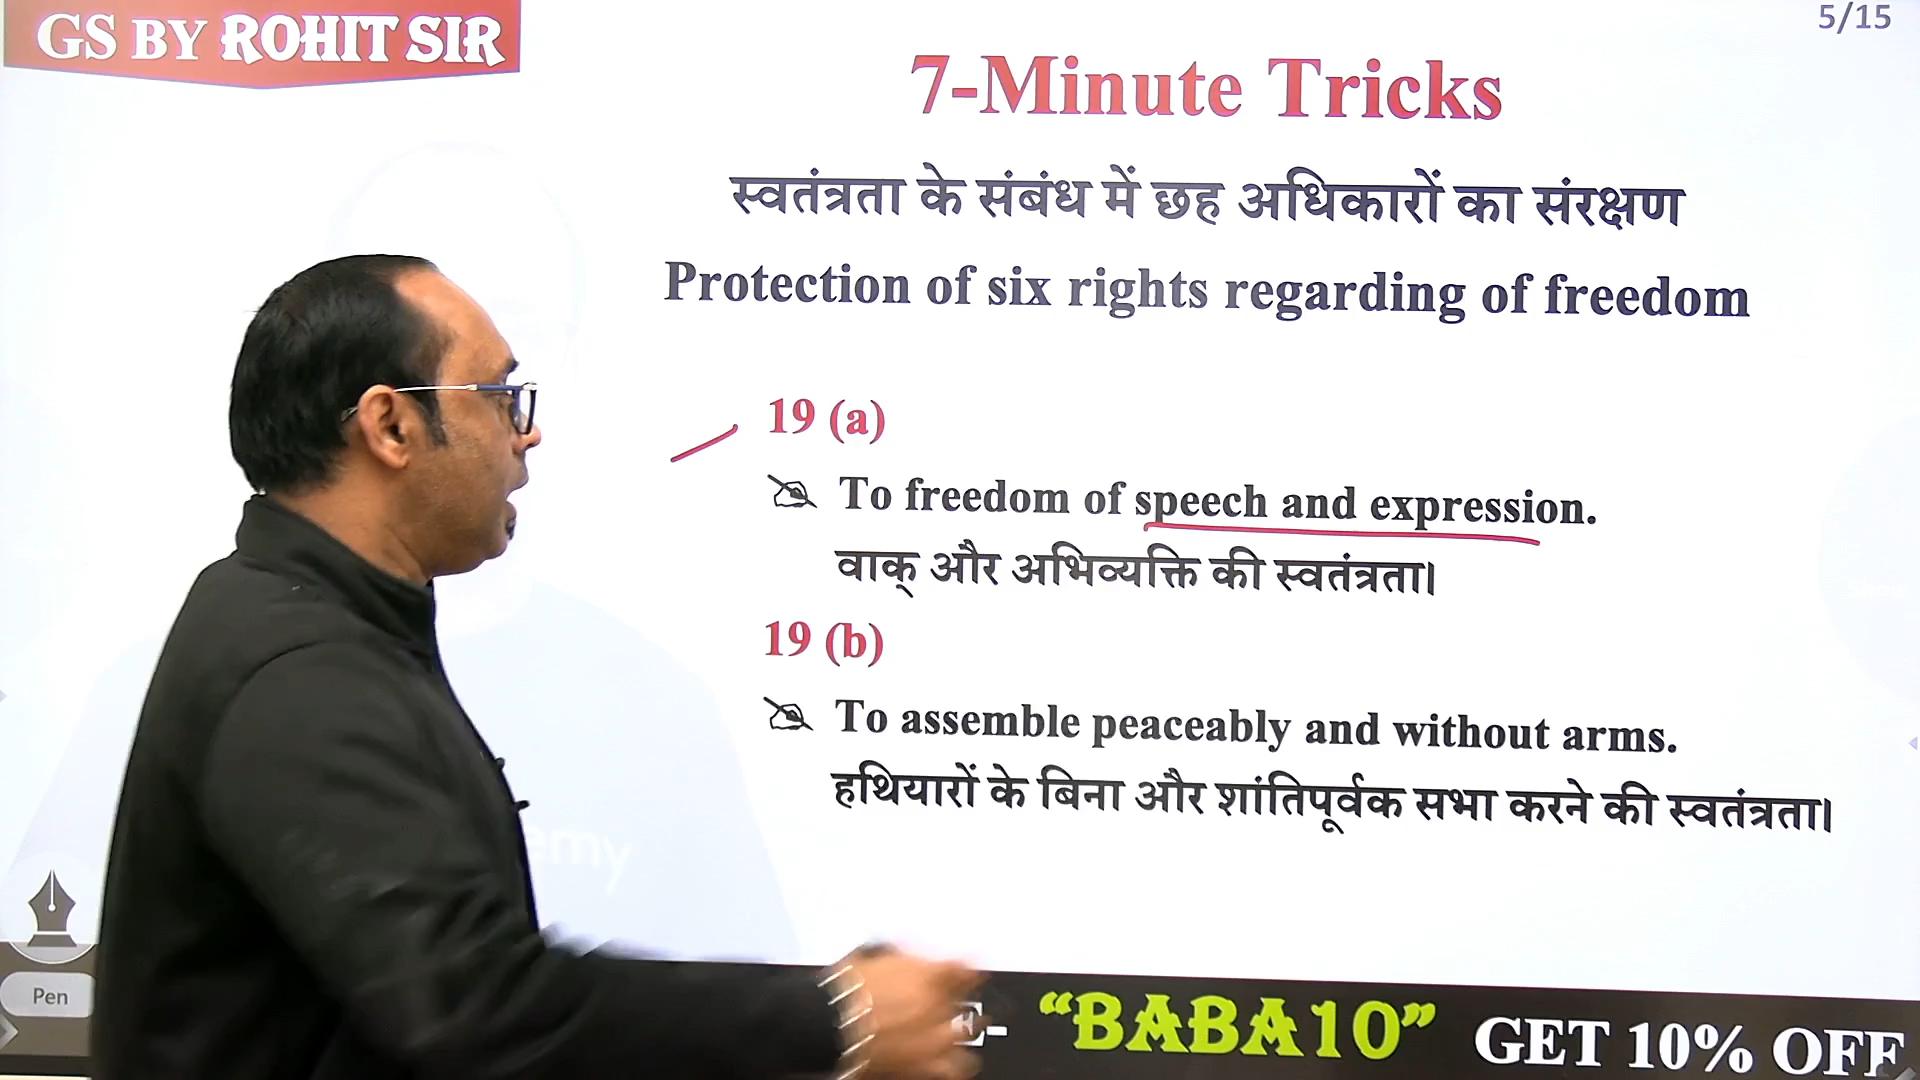 GS BY ROHIT SIR
5/15
7-Minute Tricks
स्वतंत्रता के संबंध में छह अधिकारों का संरक्षण
Protection of six rights regarding of freedom
19 (a)
To freedom of speech and expression.
वाक् और अभिव्यक्ति की स्वतंत्रता।
19 (b)
To assemble peaceably and without arms.
हथियारों के बिना और शांतिपूर्वक सभा करने की स्वतंत्रता।
emy
Pen
E- “BABA10” GET 10% OFF